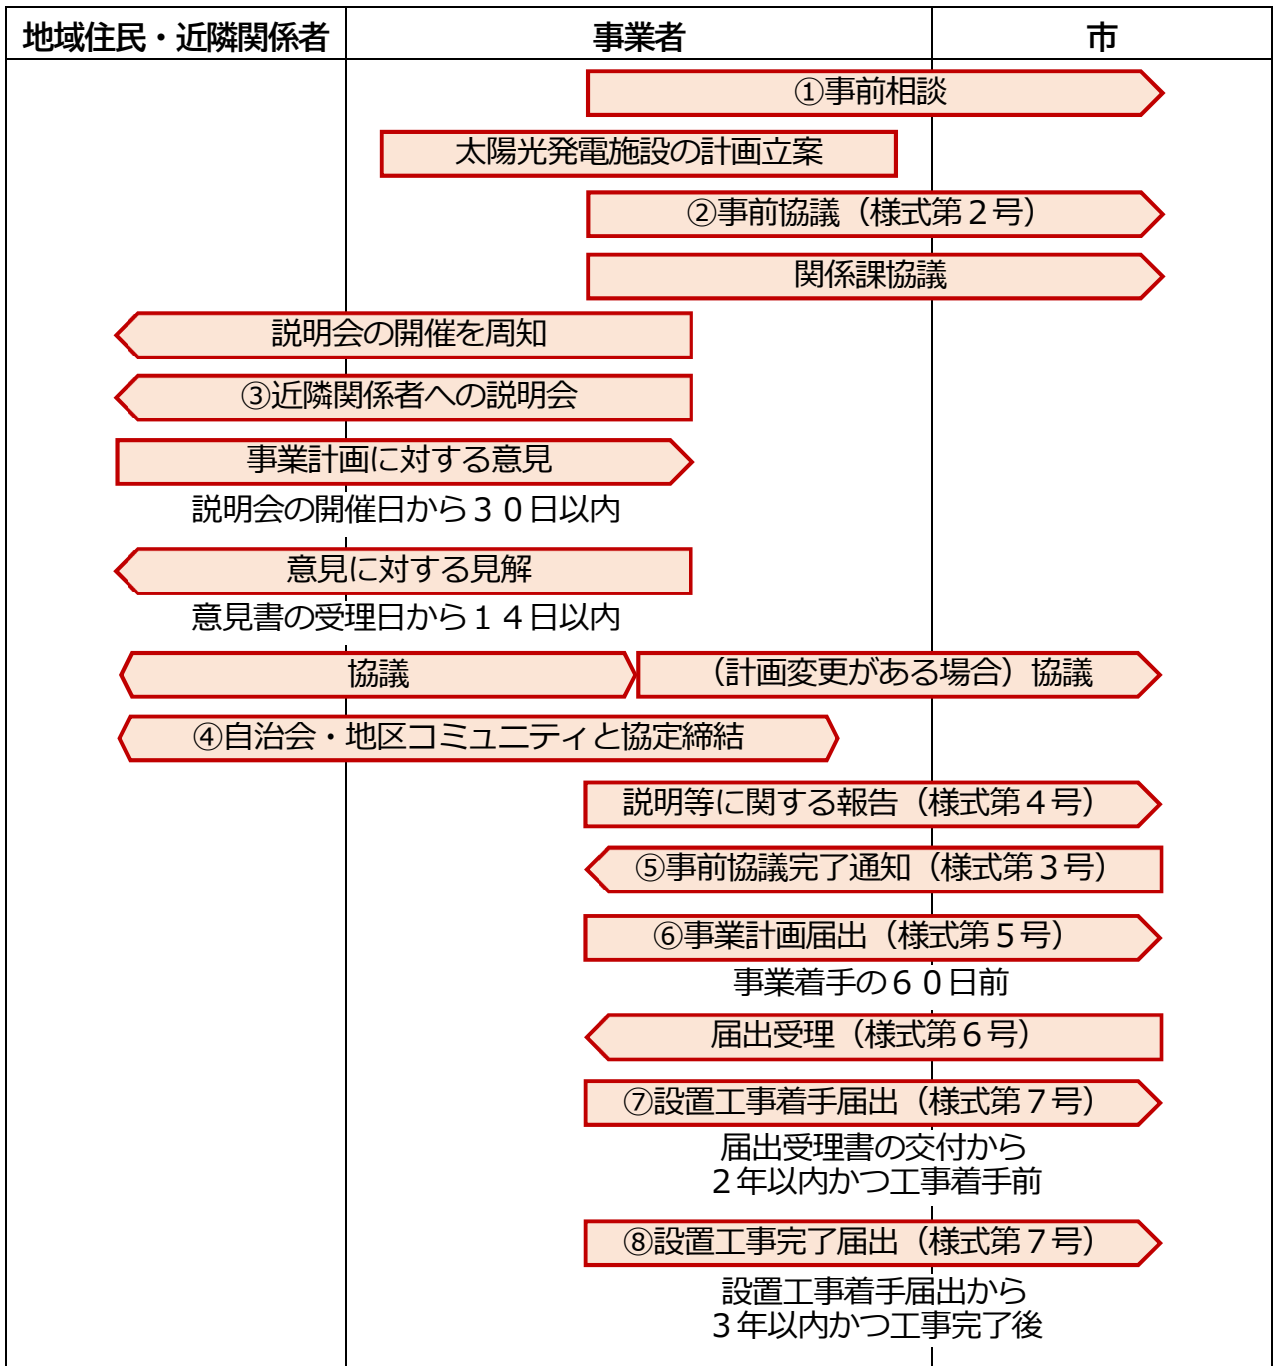 地域住民・近隣関係者
事業者
市
①事前相談
太陽光発電施設の計画立案
②事前協議（様式第２号）
関係課協議
説明会の開催を周知
③近隣関係者への説明会
事業計画に対する意見
説明会の開催日から３０日以内
意見に対する見解
意見書の受理日から１４日以内
協議
（計画変更がある場合）協議
④自治会・地区コミュニティと協定締結
説明等に関する報告（様式第４号）
⑤事前協議完了通知（様式第３号）
⑥事業計画届出（様式第５号）
事業着手の６０日前
届出受理（様式第６号）
⑦設置工事着手届出（様式第７号）
届出受理書の交付から
２年以内かつ工事着手前
⑧設置工事完了届出（様式第７号）
設置工事着手届出から
３年以内かつ工事完了後